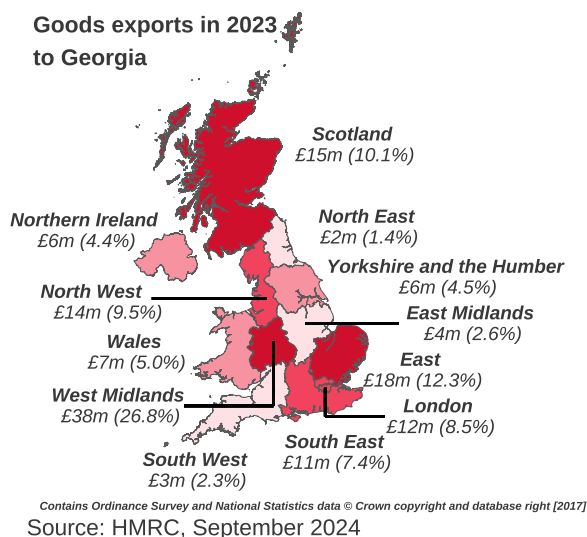 Goods exports in 2023
to Georgia
Scotland
£15m (10.1%)
Northern Ireland
£6m (4.4%)
North East
£2m (1.4%)
Yorkshire and the Humber
£6m (4.5%)
North West
£14m (9.5%)
East Midlands
£4m (2.6%)
Wales
£7m (5.0%)
East
£18m (12.3%)
West Midlands
£38m (26.8%)
London
£12m (8.5%)
South East
£11m (7.4%)
South West
£3m (2.3%)
Contains Ordinance Survey and National Statistics data © Crown copyright and database right [2017]
Source: HMRC, September 2024